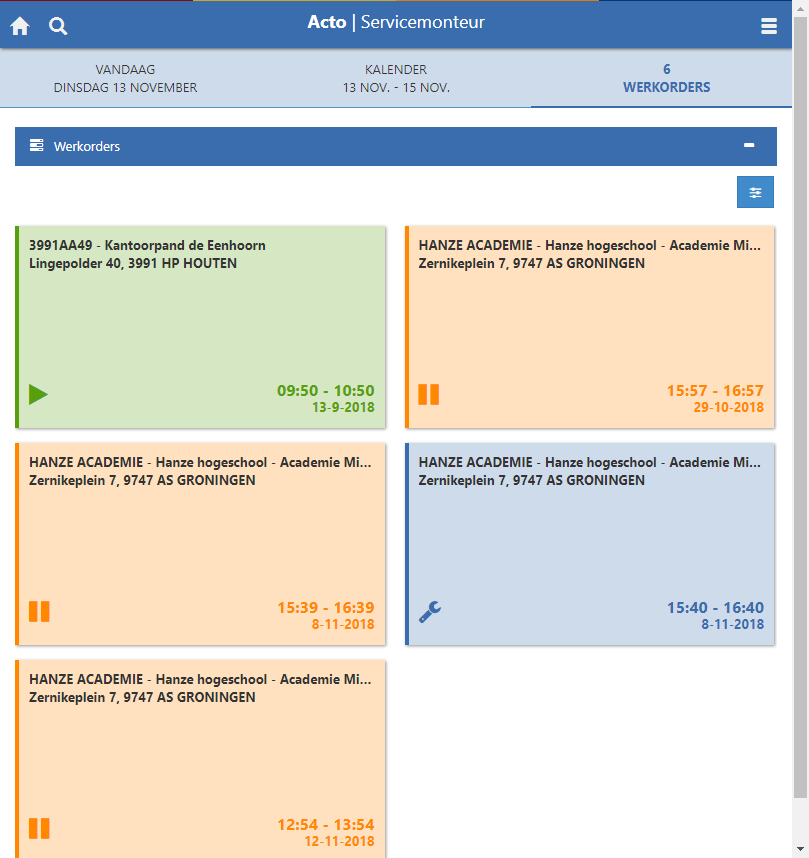 Acto | Servicemonteur
VANDAAG
DINSDAG 13 NOVEMBER
KALENDER
13 NOV. - 15 NOV.
6
WERKORDERS
Werkorders
3991AA49 - Kantoorpand de Eenhoorn
Lingepolder 40, 3991 HP HOUTEN
09:50 - 10:50
13-9-2018
HANZE ACADEMIE - Hanze hogeschool - Academie Mi...
Zernikeplein 7, 9747 AS GRONINGEN
15:57 - 16:57
29-10-2018
HANZE ACADEMIE - Hanze hogeschool - Academie Mi...
Zernikeplein 7, 9747 AS GRONINGEN
15:39 - 16:39
8-11-2018
HANZE ACADEMIE - Hanze hogeschool - Academie Mi...
Zernikeplein 7, 9747 AS GRONINGEN
15:40 - 16:40
8-11-2018
HANZE ACADEMIE - Hanze hogeschool - Academie Mi...
Zernikeplein 7, 9747 AS GRONINGEN
12:54 - 13:54
12-11-2018